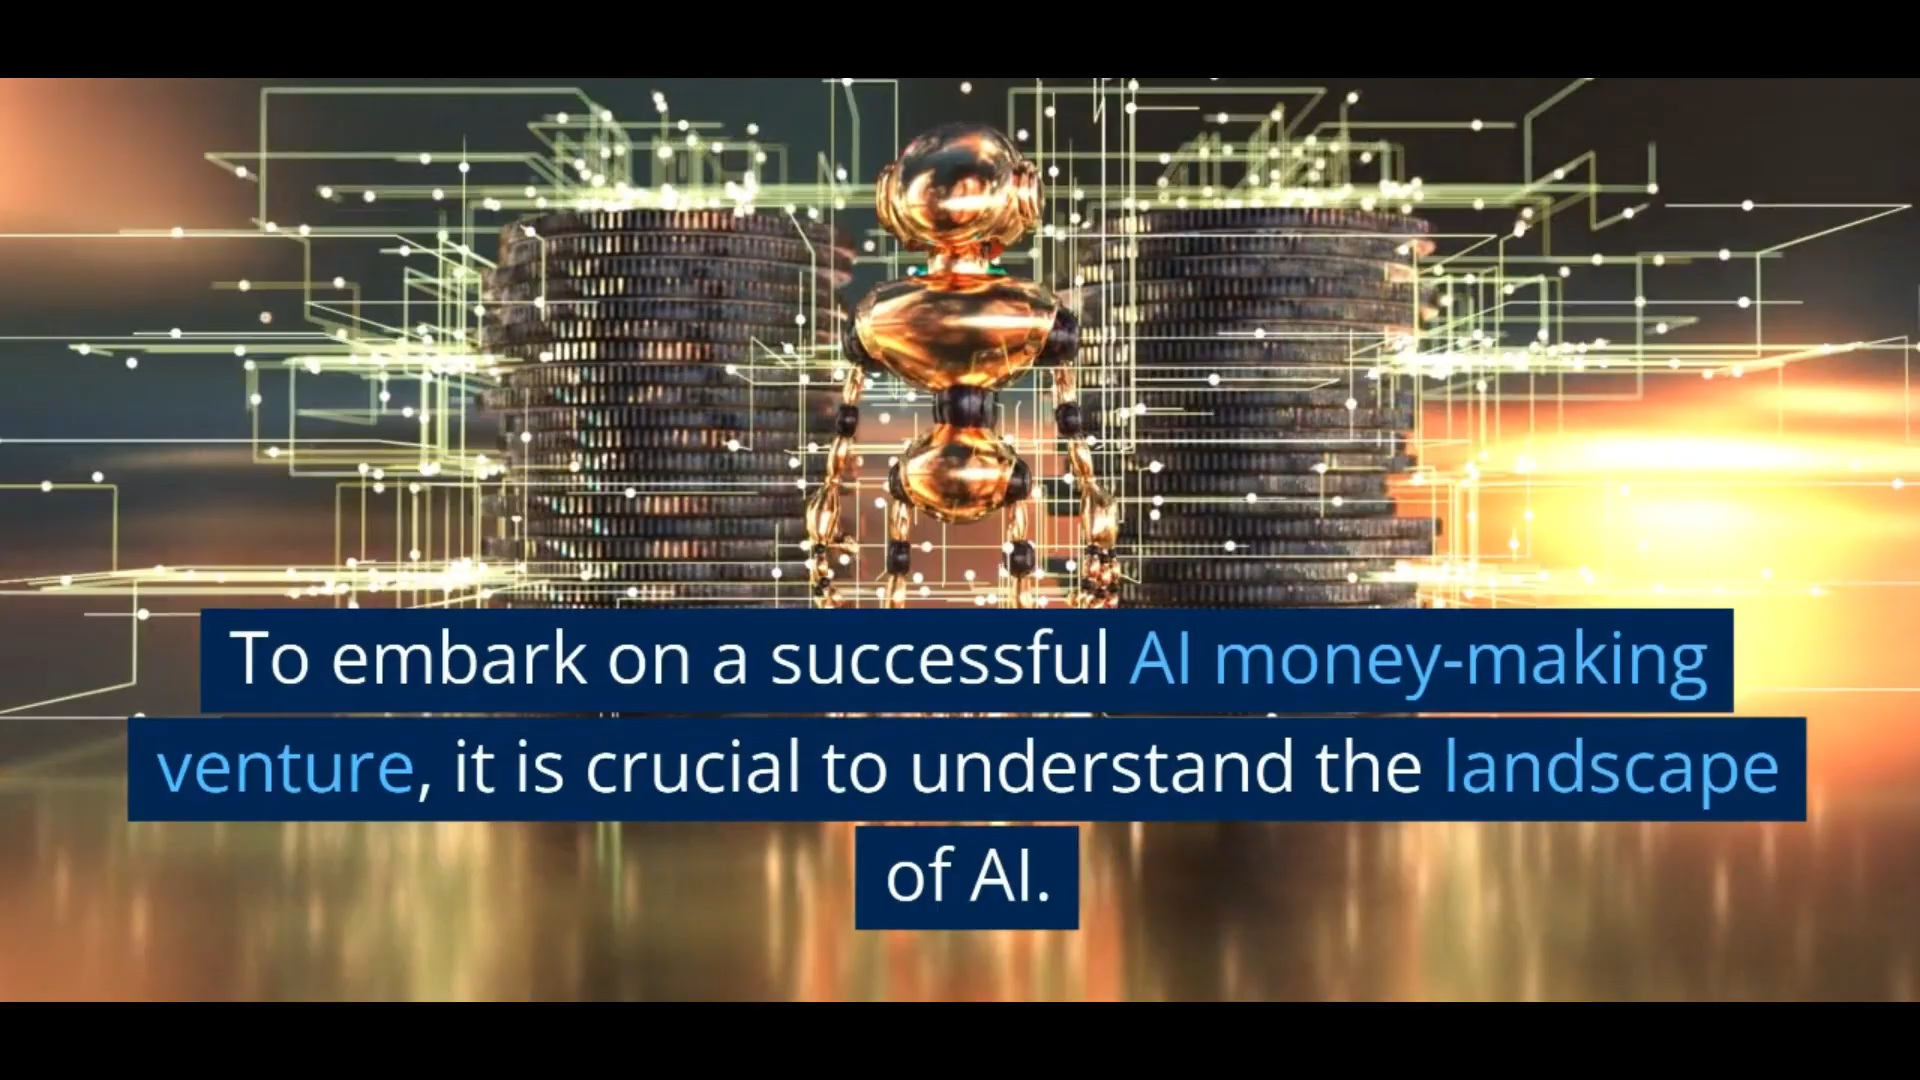 To embark on a successful AI money-making
venture, it is crucial to understand the landscape
of AI.